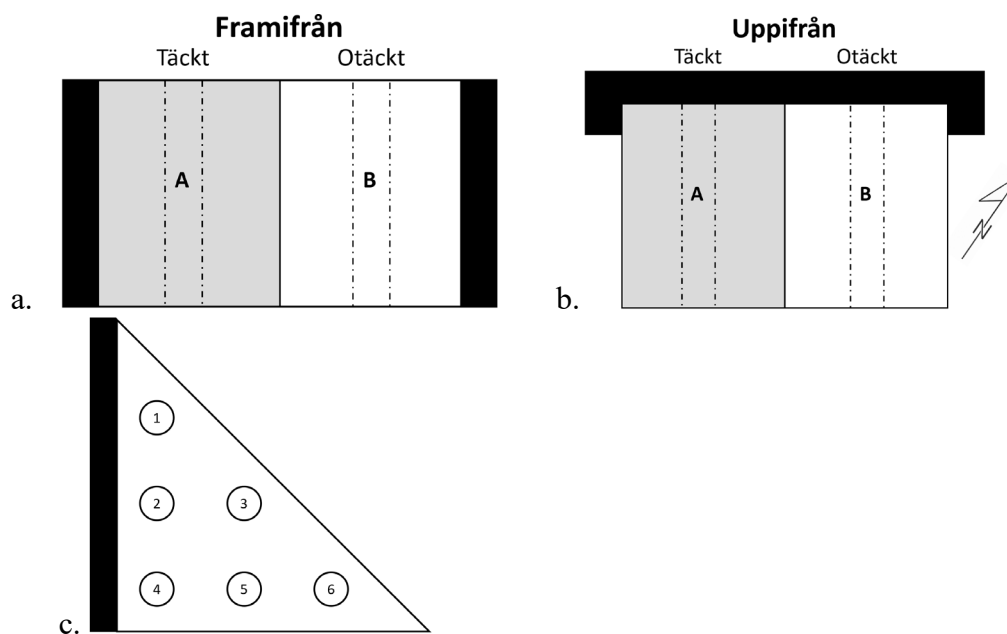 Framifrån
Täckt Otäckt
A B
a.
Uppifrån
Täckt Otäckt
A B
N
b.
1
2 3
4 5 6
c.